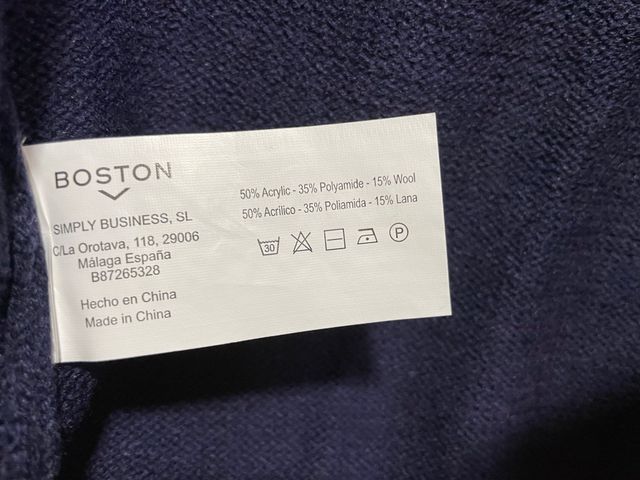 BOSTON
SIMPLY BUSINESS, SL
C/La Orotava, 118, 29006
Málaga España
B87265328
Hecho en China
Made in China
50% Acrylic - 35% Polyamide - 15% Wool
50% Acrilico - 35% Poliamida - 15% Lana
30
P